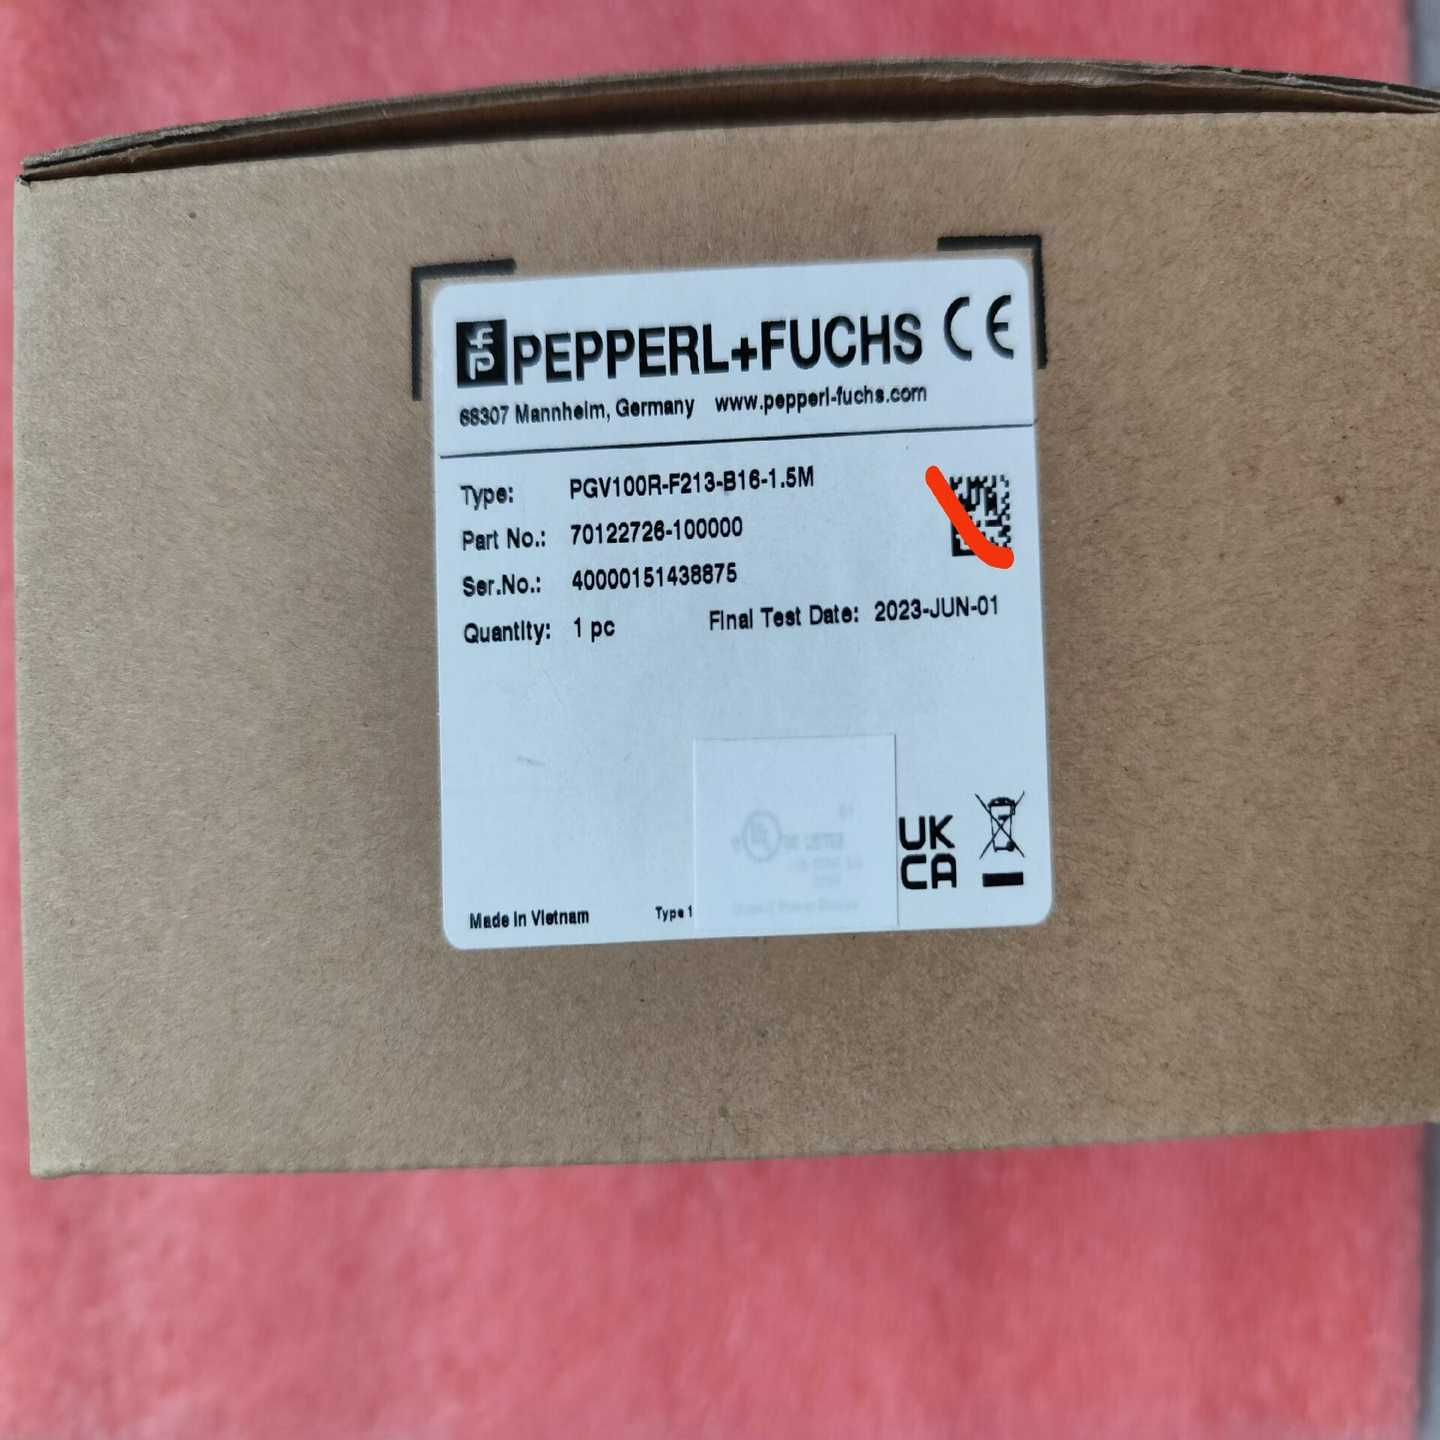 PEPPERL+FUCHS CE
68307 Mannheim, Germany www.pepperl-fuchs.com
Type: PGV100R-F213-B16-1.5M
Part No.: 70122726-100000
Ser.No.: 40000151438875
Quantity: 1 pc Final Test Date: 2023-JUN-01
UK
CA
Made in Vietnam Type 1